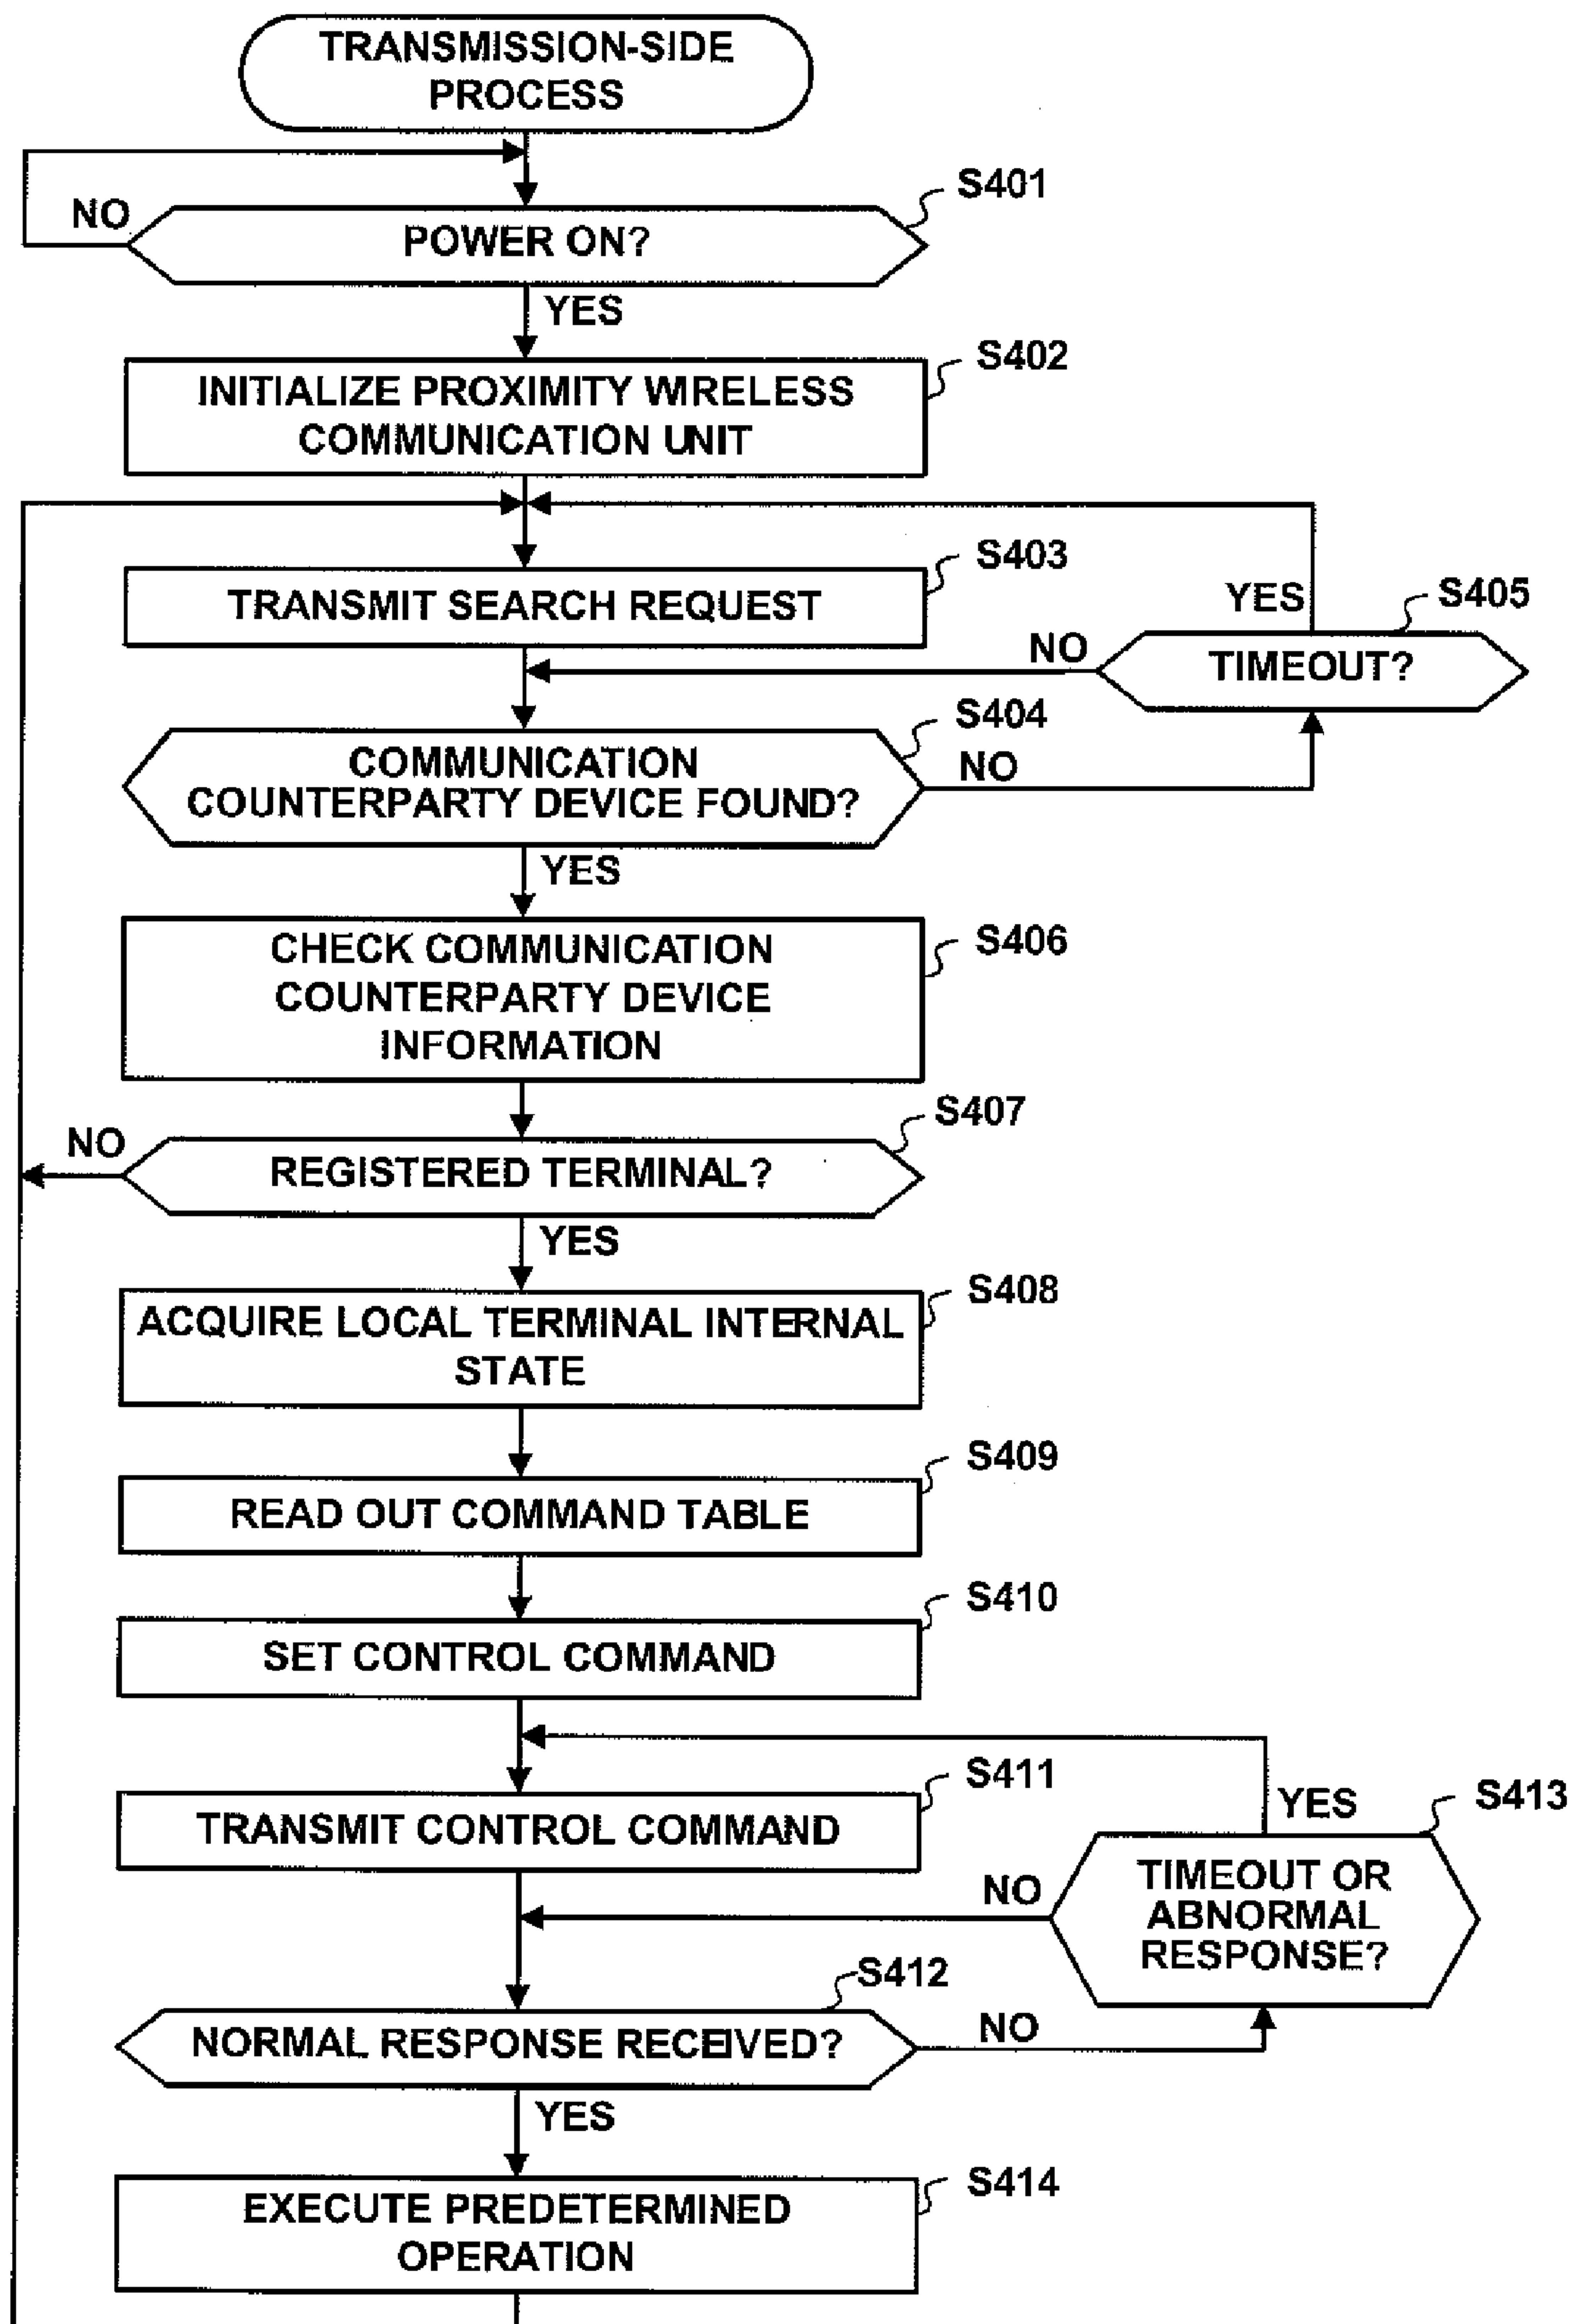 TRANSMISSION-SIDE
PROCESS
S401
NO
POWER ON?
YES
S402
INITIALIZE PROXIMITY WIRELESS
COMMUNICATION UNIT
S403
TRANSMIT SEARCH REQUEST
YES
S405
NO
TIMEOUT?
S404
COMMUNICATION
COUNTERPARTY DEVICE FOUND?
NO
YES
S406
CHECK COMMUNICATION
COUNTERPARTY DEVICE
INFORMATION
S407
NO
REGISTERED TERMINAL?
YES
S408
ACQUIRE LOCAL TERMINAL INTERNAL
STATE
S409
READ OUT COMMAND TABLE
S410
SET CONTROL COMMAND
S411
TRANSMIT CONTROL COMMAND
YES
S413
NO
TIMEOUT OR
ABNORMAL
RESPONSE?
S412
NORMAL RESPONSE RECEIVED?
NO
YES
S414
EXECUTE PREDETERMINED
OPERATION